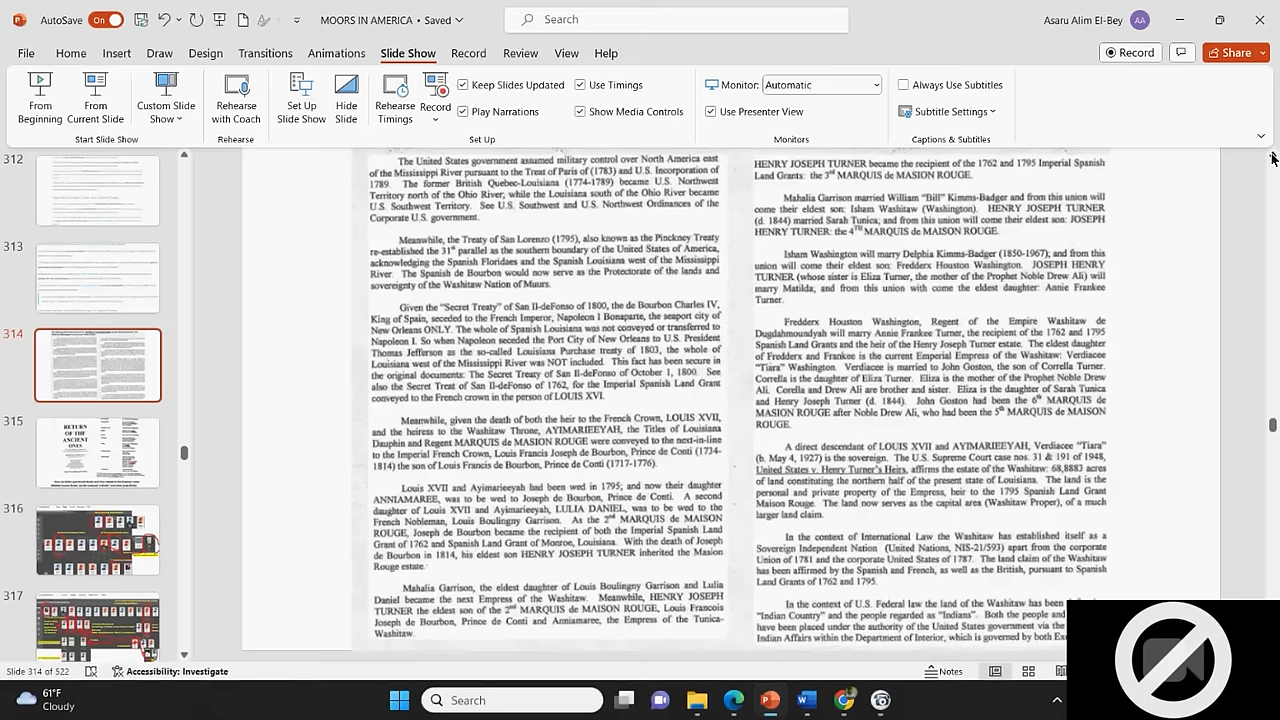 AutoSave On MOORS IN AMERICA • Saved Search Asaru Alim El-Bey AA
File Home Insert Draw Design Transitions Animations Slide Show Record Review View Help Record Share
From Beginning
From Current Slide
Custom Slide Show
Rehearse with Coach
Set Up Slide Show
Hide Slide
Rehearse Timings
Record
Keep Slides Updated
Use Timings
Play Narrations
Show Media Controls
Monitor: Automatic
Use Presenter View
Always Use Subtitles
Subtitle Settings
Start Slide Show Rehearse Set Up Monitors Captions & Subtitles
312
313
314
315
RETURN
OF THE
ANCIENT
ONES
316
317
The United States government assumed military control over North America east
of the Mississippi River pursuant to the Treat of Paris of (1783) and U.S. Incorporation of
1789. The former British Quebec-Louisiana (1774-1789) became U.S. Northwest
Territory north of the Ohio River; while the Louisiana south of the Ohio River became
U.S. Southwest Territory. See U.S. Southwest and U.S. Northwest Ordinances of the
Corporate U.S. government.
Meanwhile, the Treaty of San Lorenzo (1795), also known as the Pinckney Treaty
re-established the 31st parallel as the southern boundary of the United States of America,
acknowledging the Spanish Floridaes and the Spanish Louisiana west of the Mississippi
River. The Spanish de Bourbon would now serve as the Protectorate of the lands and
sovereignty of the Washitaw Nation of Muurs.
Given the "Secret Treaty" of San II-deFonso of 1800, the de Bourbon Charles IV,
King of Spain, seceded to the French Imperor, Napoleon I Bonaparte, the seaport city of
New Orleans ONLY. The whole of Spanish Louisiana was not conveyed or transferred to
Napoleon I. So when Napoleon seceded the Port City of New Orleans to U.S. President
Thomas Jefferson as the so-called Louisiana Purchase treaty of 1803, the whole of
Louisiana west of the Mississippi River was NOT included. This fact has been secure in
the original documents: The Secret Treaty of San II-deFonso of October 1, 1800. See
also the Secret Treat of San II-deFonso of 1762, for the Imperial Spanish Land Grant
conveyed to the French crown in the person of LOUIS XVI.
Meanwhile, given the death of both the heir to the French Crown, LOUIS XVII,
and the heiress to the Washitaw Throne, AYIMARIEEYAH, the Titles of Louisiana
Dauphin and Regent MARQUIS de MASION ROUGE were conveyed to the next-in-line
to the Imperial French Crown, Louis Francis Joseph de Bourbon, Prince de Conti (1734-
1814) the son of Louis Francis de Bourbon, Prince de Conti (1717-1776).
Louis XVII and Ayimarieeyah had been wed in 1795; and now their daughter
ANNIAMAREE, was to be wed to Joseph de Bourbon, Prince de Conti. A second
daughter of Louis XVII and Ayimarieeyah, LULIA DANIEL, was to be wed to the
French Nobleman, Louis Boulingny Garrison. As the 2nd MARQUIS de MAISON
ROUGE, Joseph de Bourbon became the recipient of both the Imperial Spanish Land
Grant of 1762 and Spanish Land Grant of Monroe, Louisiana. With the death of Joseph
de Bourbon in 1814, his eldest son HENRY JOSEPH TURNER inherited the Masion
Rouge estate.
Mahalia Garrison, the eldest daughter of Louis Boulingny Garrison and Lulia
Daniel became the next Empress of the Washitaw. Meanwhile, HENRY JOSEPH
TURNER the eldest son of the 2nd MARQUIS de MAISON ROUGE, Louis Francois
Joseph de Bourbon, Prince de Conti and Anniamaree, the Empress of the Tunica-
Washitaw.
HENRY JOSEPH TURNER became the recipient of the 1762 and 1795 Imperial Spanish
Land Grants: the 3rd MARQUIS de MASION ROUGE.
Mahalia Garrison married William "Bill" Kimms-Badger and from this union will
come their eldest son: Isham Washitaw (Washington). HENRY JOSEPH TURNER
(d. 1844) married Sarah Tunica; and from this union will come their eldest son: JOSEPH
HENRY TURNER: the 4TH MARQUIS de MAISON ROUGE.
Isham Washington will marry Delphia Kimms-Badger (1850-1967); and from this
union will come their eldest son: Fredderx Houston Washington. JOSEPH HENRY
TURNER (whose sister is Eliza Turner, the mother of the Prophet Noble Drew Ali) will
marry Matilda, and from this union with come the eldest daughter: Annie Frankee
Turner.
Fredderx Houston Washington, Regent of the Empire Washitaw de
Dugdahmoundyah will marry Annie Frankee Turner, the recipient of the 1762 and 1795
Spanish Land Grants and the heir of the Henry Joseph Turner estate. The eldest daughter
of Fredderx and Frankee is the current Emperial Empress of the Washitaw: Verdiacee
"Tiara" Washington. Verdiacee is married to John Goston, the son of Corrella Turner.
Corrella is the daughter of Eliza Turner. Eliza is the mother of the Prophet Noble Drew
Ali. Corella and Drew Ali are brother and sister. Eliza is the daughter of Sarah Tunica
and Henry Joseph Turner (d. 1844). John Goston had been the 6th MARQUIS de
MASION ROUGE after Noble Drew Ali, who had been the 5th MARQUIS de MAISON
ROUGE.
A direct descendant of LOUIS XVII and AYIMARIEEYAH, Verdiacee "Tiara"
(b. May 4, 1927) is the sovereign. The U.S. Supreme Court case nos. 31 & 191 of 1948,
United States v. Henry Turner's Heirs, affirms the estate of the Washitaw: 68,8883 acres
of land constituting the northern half of the present state of Louisiana. The land is the
personal and private property of the Empress, heir to the 1795 Spanish Land Grant
Maison Rouge. The land now serves as the capital area (Washitaw Proper), of a much
larger land claim.
In the context of International Law the Washitaw has established itself as a
Sovereign Independent Nation (United Nations, NIS-21/593) apart from the corporate
Union of 1781 and the corporate United States of 1787. The land claim of the Washitaw
has been affirmed by the Spanish and French, as well as the British, pursuant to Spanish
Land Grants of 1762 and 1795.
In the context of U.S. Federal law the land of the Washitaw has been
"Indian Country" and the people regarded as "Indians". Both the people and
have been placed under the authority of the United States government via the
Indian Affairs within the Department of Interior, which is governed by both
Slide 314 of 522 Accessibility: Investigate Notes
61°F
Cloudy
Search